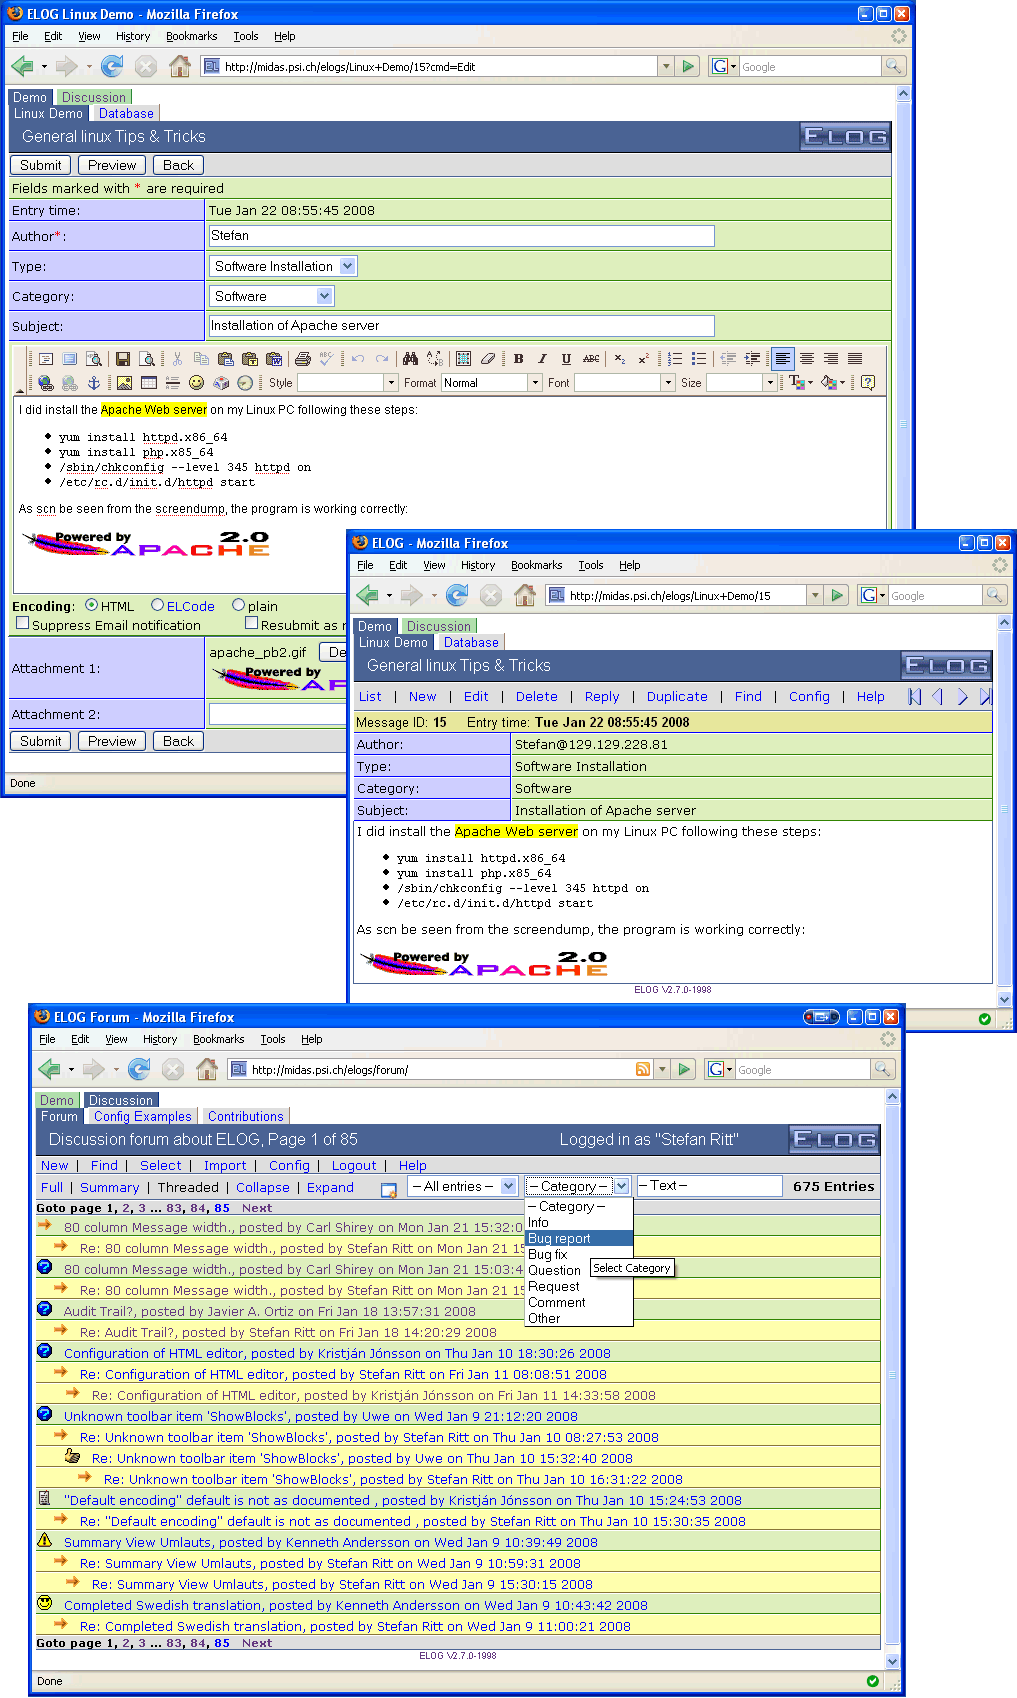 ELOG Linux Demo - Mozilla Firefox
File Edit View History Bookmarks Tools Help
http://midas.psi.ch/elogs/Linux+Demo/15?cmd=Edit
G Google
Demo Discussion
Linux Demo Database
General linux Tips & Tricks ELOG
Submit Preview Back
Fields marked with * are required
Entry time: Tue Jan 22 08:55:45 2008
Author*: Stefan
Type: Software Installation
Category: Software
Subject: Installation of Apache server
B I U ABC x₂ x²
Style Format Normal Font Size
I did install the Apache Web server on my Linux PC following these steps:
yum install httpd.x86_64
yum install php.x85_64
/sbin/chkconfig --level 345 httpd on
/etc/rc.d/init.d/httpd start
As scn be seen from the screendump, the program is working correctly:
Powered by 2.0
APACHE
Encoding: HTML ELCode plain
Suppress Email notification Resubmit as
Attachment 1: apache_pb2.gif De
Powered by
AP
Attachment 2:
Submit Preview Back
Done
ELOG - Mozilla Firefox
File Edit View History Bookmarks Tools Help
http://midas.psi.ch/elogs/Linux+Demo/15
G Google
Demo Discussion
Linux Demo Database
General linux Tips & Tricks ELOG
List | New | Edit | Delete | Reply | Duplicate | Find | Config | Help
Message ID: 15 Entry time: Tue Jan 22 08:55:45 2008
Author: Stefan@129.129.228.81
Type: Software Installation
Category: Software
Subject: Installation of Apache server
I did install the Apache Web server on my Linux PC following these steps:
yum install httpd.x86_64
yum install php.x85_64
/sbin/chkconfig --level 345 httpd on
/etc/rc.d/init.d/httpd start
As scn be seen from the screendump, the program is working correctly:
Powered by 2.0
APACHE
ELOG V2.7.0-1998
ELOG Forum - Mozilla Firefox
File Edit View History Bookmarks Tools Help
http://midas.psi.ch/elogs/forum/
G Google
Demo Discussion
Forum Config Examples Contributions
Discussion forum about ELOG, Page 1 of 85 Logged in as "Stefan Ritt" ELOG
New | Find | Select | Import | Config | Logout | Help
Full | Summary | Threaded | Collapse | Expand -- All entries -- -- Category -- -- Text -- 675 Entries
Goto page 1, 2, 3 ... 83, 84, 85 Next
-- Category --
Info
Bug report
Bug fix
Question
Request
Comment
Other
Select Category
80 column Message width., posted by Carl Shirey on Mon Jan 21 15:32:0
Re: 80 column Message width., posted by Stefan Ritt on Mon Jan 21 15
80 column Message width., posted by Carl Shirey on Mon Jan 21 15:03:4
Re: 80 column Message width., posted by Stefan Ritt on Mon Jan 21 15
Audit Trail?, posted by Javier A. Ortiz on Fri Jan 18 13:57:31 2008
Re: Audit Trail?, posted by Stefan Ritt on Fri Jan 18 14:20:29 2008
Configuration of HTML editor, posted by Kristján Jónsson on Thu Jan 10 18:30:26 2008
Re: Configuration of HTML editor, posted by Stefan Ritt on Fri Jan 11 08:08:51 2008
Re: Configuration of HTML editor, posted by Kristján Jónsson on Fri Jan 11 14:33:58 2008
Unknown toolbar item 'ShowBlocks', posted by Uwe on Wed Jan 9 21:12:20 2008
Re: Unknown toolbar item 'ShowBlocks', posted by Stefan Ritt on Thu Jan 10 08:27:53 2008
Re: Unknown toolbar item 'ShowBlocks', posted by Uwe on Thu Jan 10 15:32:40 2008
Re: Unknown toolbar item 'ShowBlocks', posted by Stefan Ritt on Thu Jan 10 16:31:22 2008
"Default encoding" default is not as documented , posted by Kristján Jónsson on Thu Jan 10 15:24:53 2008
Re: "Default encoding" default is not as documented , posted by Stefan Ritt on Thu Jan 10 15:30:35 2008
Summary View Umlauts, posted by Kenneth Andersson on Wed Jan 9 10:39:49 2008
Re: Summary View Umlauts, posted by Stefan Ritt on Wed Jan 9 10:59:31 2008
Re: Summary View Umlauts, posted by Stefan Ritt on Wed Jan 9 15:30:15 2008
Completed Swedish translation, posted by Kenneth Andersson on Wed Jan 9 10:43:42 2008
Re: Completed Swedish translation, posted by Stefan Ritt on Wed Jan 9 11:00:21 2008
Goto page 1, 2, 3 ... 83, 84, 85 Next
ELOG V2.7.0-1998
Done